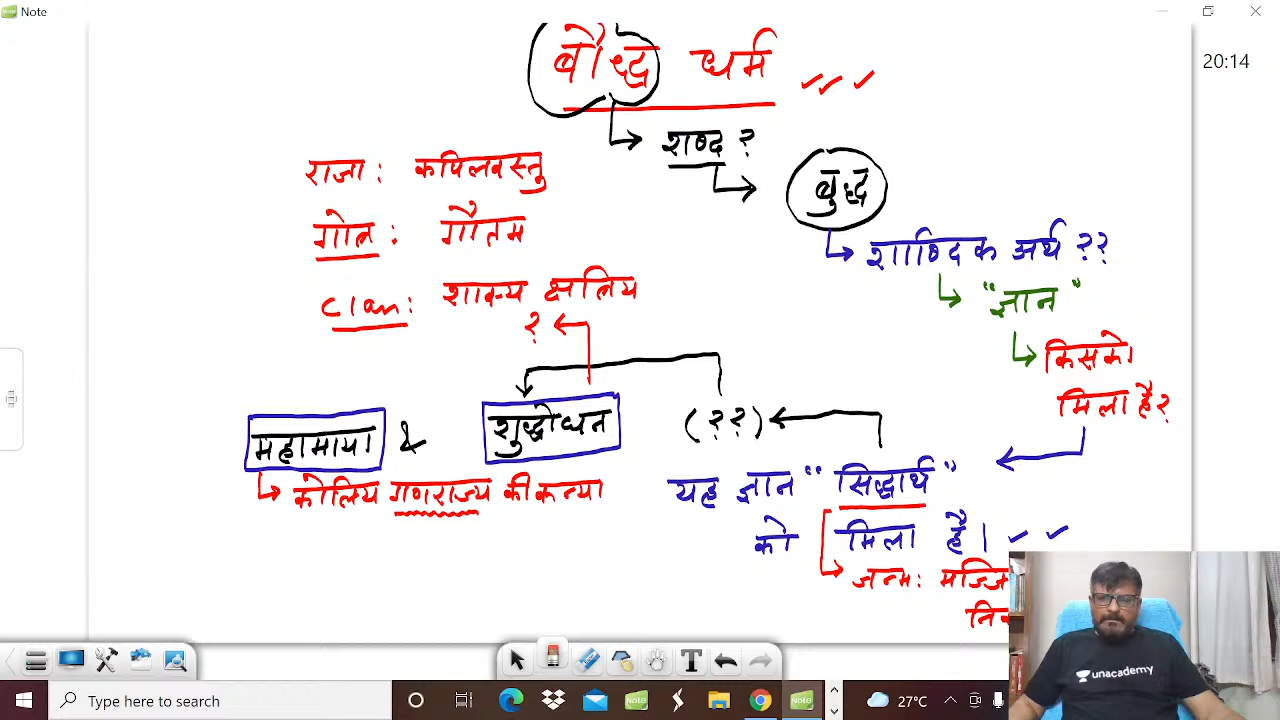 Note
20:14
बौद्ध धर्म
शब्द ?
बुद्ध
राजा : कपिलवस्तु
गोत्र : गौतम
शाब्दिक अर्थ ??
Clan : शाक्य क्षत्रिय
?
"ज्ञान"
किसको
मिला है ?
महामाया & शुद्धोधन (??)
कोलिय गणराज्य की कन्या
यह ज्ञान "सिद्धार्थ"
को मिला है।
जन्म : मज्जि
नि
unacademy
Type here to search
27°C